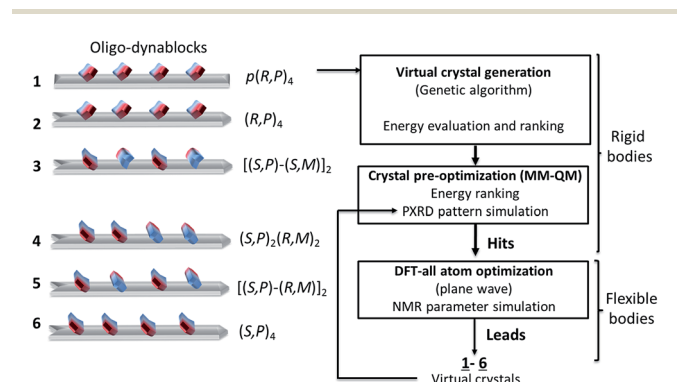 Oligo-dynablocks
1 p(R,P)₄
2 (R,P)₄
3 [(S,P)-(S,M)]₂
4 (S,P)₂(R,M)₂
5 [(S,P)-(R,M)]₂
6 (S,P)₄
Virtual crystal generation
(Genetic algorithm)
Energy evaluation and ranking
Crystal pre-optimization (MM-QM)
Energy ranking
PXRD pattern simulation
Hits
DFT-all atom optimization
(plane wave)
NMR parameter simulation
Leads
1- 6
Virtual crystals
Rigid
bodies
Flexible
bodies